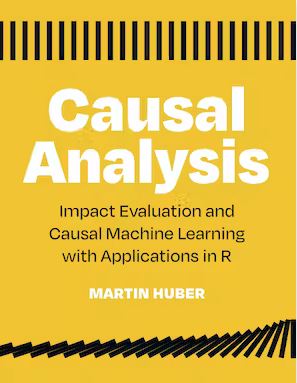 Causal
Analysis
Impact Evaluation and
Causal Machine Learning
with Applications in R
MARTIN HUBER